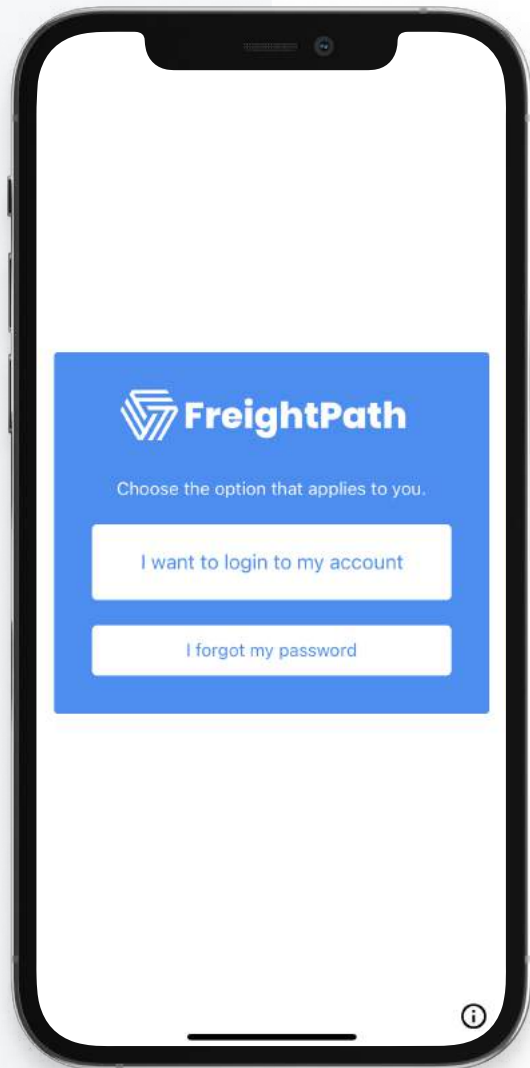 FreightPath
Choose the option that applies to you.
I want to login to my account
I forgot my password